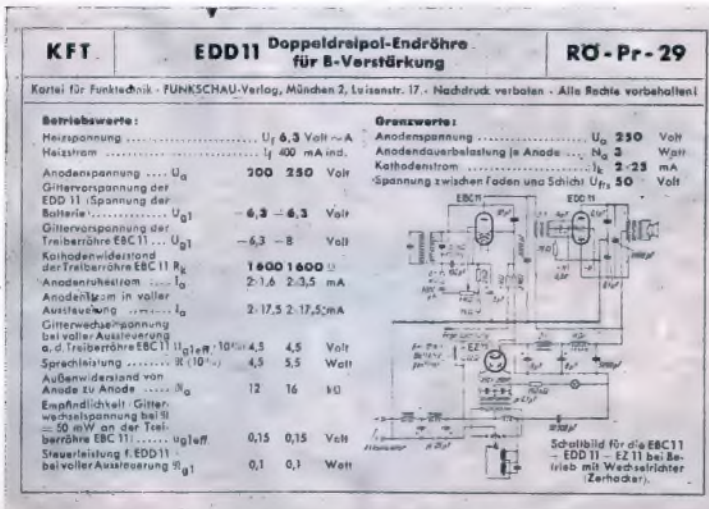 KFT
EDD11 Doppeldreipol-Endröhre
für B-Verstärkung
RÖ-Pr-29
Kartei für Funktechnik - FUNKSCHAU-Verlag, München 2, Luisenstr. 17. - Nachdruck verboten - Alle Rechte vorbehalten!
Betriebswerte:
Heizspannung .......... Uf 6,3 Volt ~A
Heizstrom .......... If 400 mA ind.
Anodenspannung .... Ua 200 250 Volt
Gittervorspannung der
EDD 11 (Spannung der
Batterie) .......... Ug1 −6,3 −6,3 Volt
Gittervorspannung der
Treiberröhre EBC 11 ... Ug1 −6,3 −8 Volt
Kathodenwiderstand
der Treiberröhre EBC 11 Rk 1600 1600 Ω
Anodenruhestrom .... Ia 2·1,6 2·3,5 mA
Anodenstrom in voller
Aussteuerung .... Ia 2·17,5 2·17,5 mA
Gitterwechselspannung
bei voller Aussteuerung
a. d. Treiberröhre EBC 11 Ug1eff 4,5 4,5 Volt
Sprechleistung .... 𝔑 4,5 5,5 Watt
Außenwiderstand von
Anode zu Anode ..... ℜa 12 16 kΩ
Empfindlichkeit (Gitter-
wechselspannung bei 𝔑
= 50 mW an der Trei-
berröhre EBC 11) ...... ug1eff. 0,15 0,15 Volt
Steuerleistung f. EDD 11
bei voller Aussteuerung 𝔑g1 0,1 0,1 Watt
Grenzwerte:
Anodenspannung .......... Ua 250 Volt
Anodendauerbelastung je Anode ... Na 3 Watt
Kathodenstrom .......... Ik 2·25 mA
Spannung zwischen Faden und Schicht Ufrs 50 Volt
EBC11
EDD11
EZ 11
Schaltbild für die EBC11
– EDD 11 – EZ 11 bei Be-
trieb mit Wechselrichter
(Zerhacker).